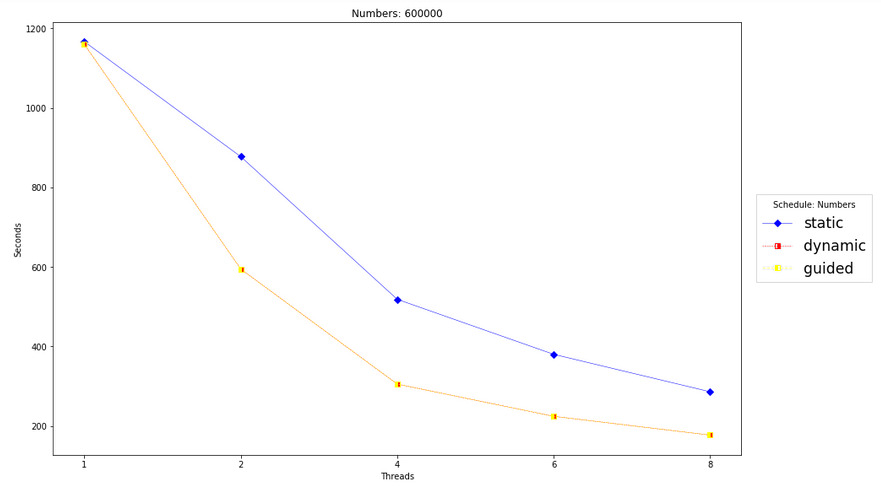 Numbers: 600000
1200
1000
800
600
400
200
Seconds
1 2 4 6 8
Threads
Schedule: Numbers
static
dynamic
guided